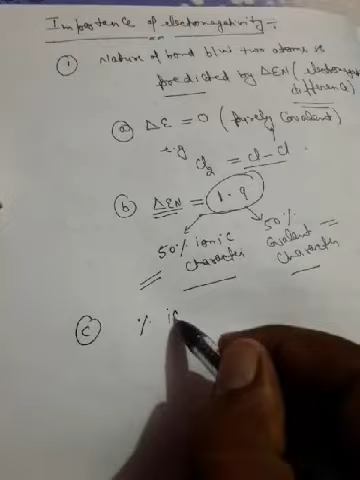 Importance of electronegativity :-
① Nature of bond b/w two atoms is
predicted by ΔEN (electronegat
difference)
ⓐ ΔE = 0 (purely covalent)
e.g
Cl₂ = Cl-Cl.
ⓑ ΔEN = 1.9
50% ionic character
50% covalent character
ⓒ % i